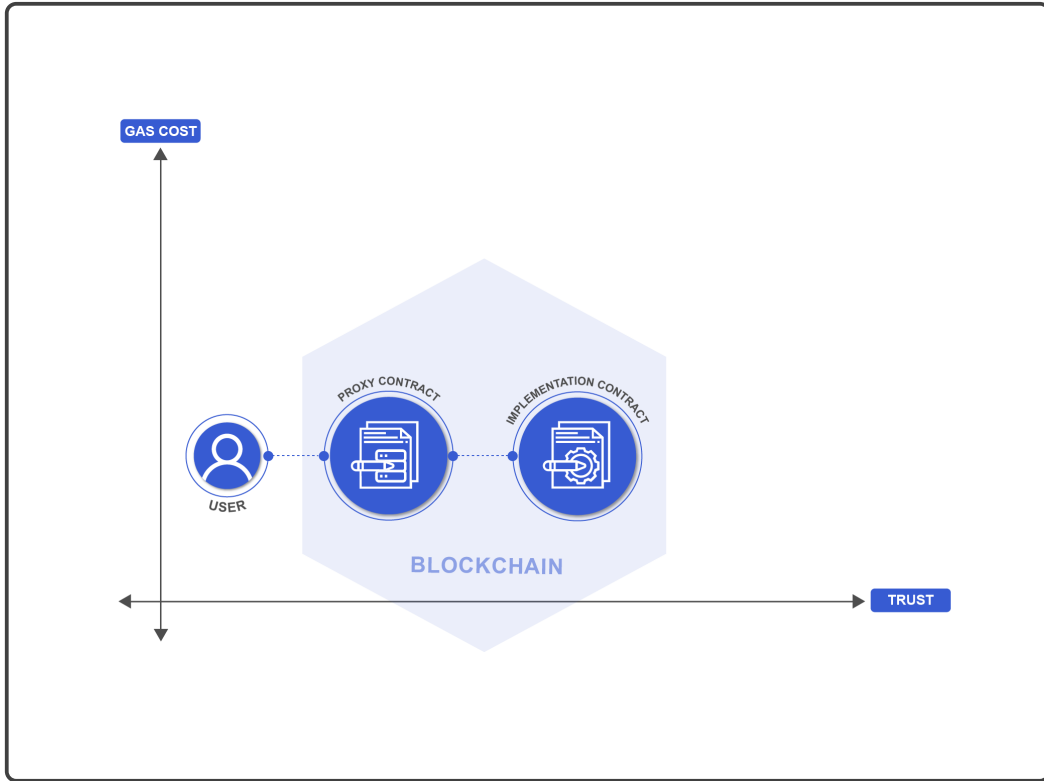 GAS COST
PROXY CONTRACT
IMPLEMENTATION CONTRACT
USER
BLOCKCHAIN
TRUST